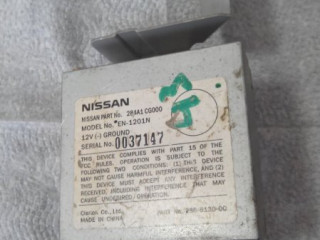 NISSAN
NISSAN PART No. 284A1 CG000
MODEL No. EN-1201N
12V (-) GROUND
SERIAL No. 0037147
THIS DEVICE COMPLIES WITH PART 15 OF THE
FCC RULES. OPERATION IS SUBJECT TO THE
FOLLOWING TWO CONDITIONS: (1) THIS DEVICE
MAY NOT CAUSE HARMFUL INTERFERENCE, AND (2)
THIS DEVICE MUST ACCEPT ANY INTERFERENCE
RECEIVED INCLUDING INTERFERENCE THAT MAY
CAUSE UNDESIRED OPERATION.
Clarion Co., Ltd.
MADE IN CHINA
PART No.